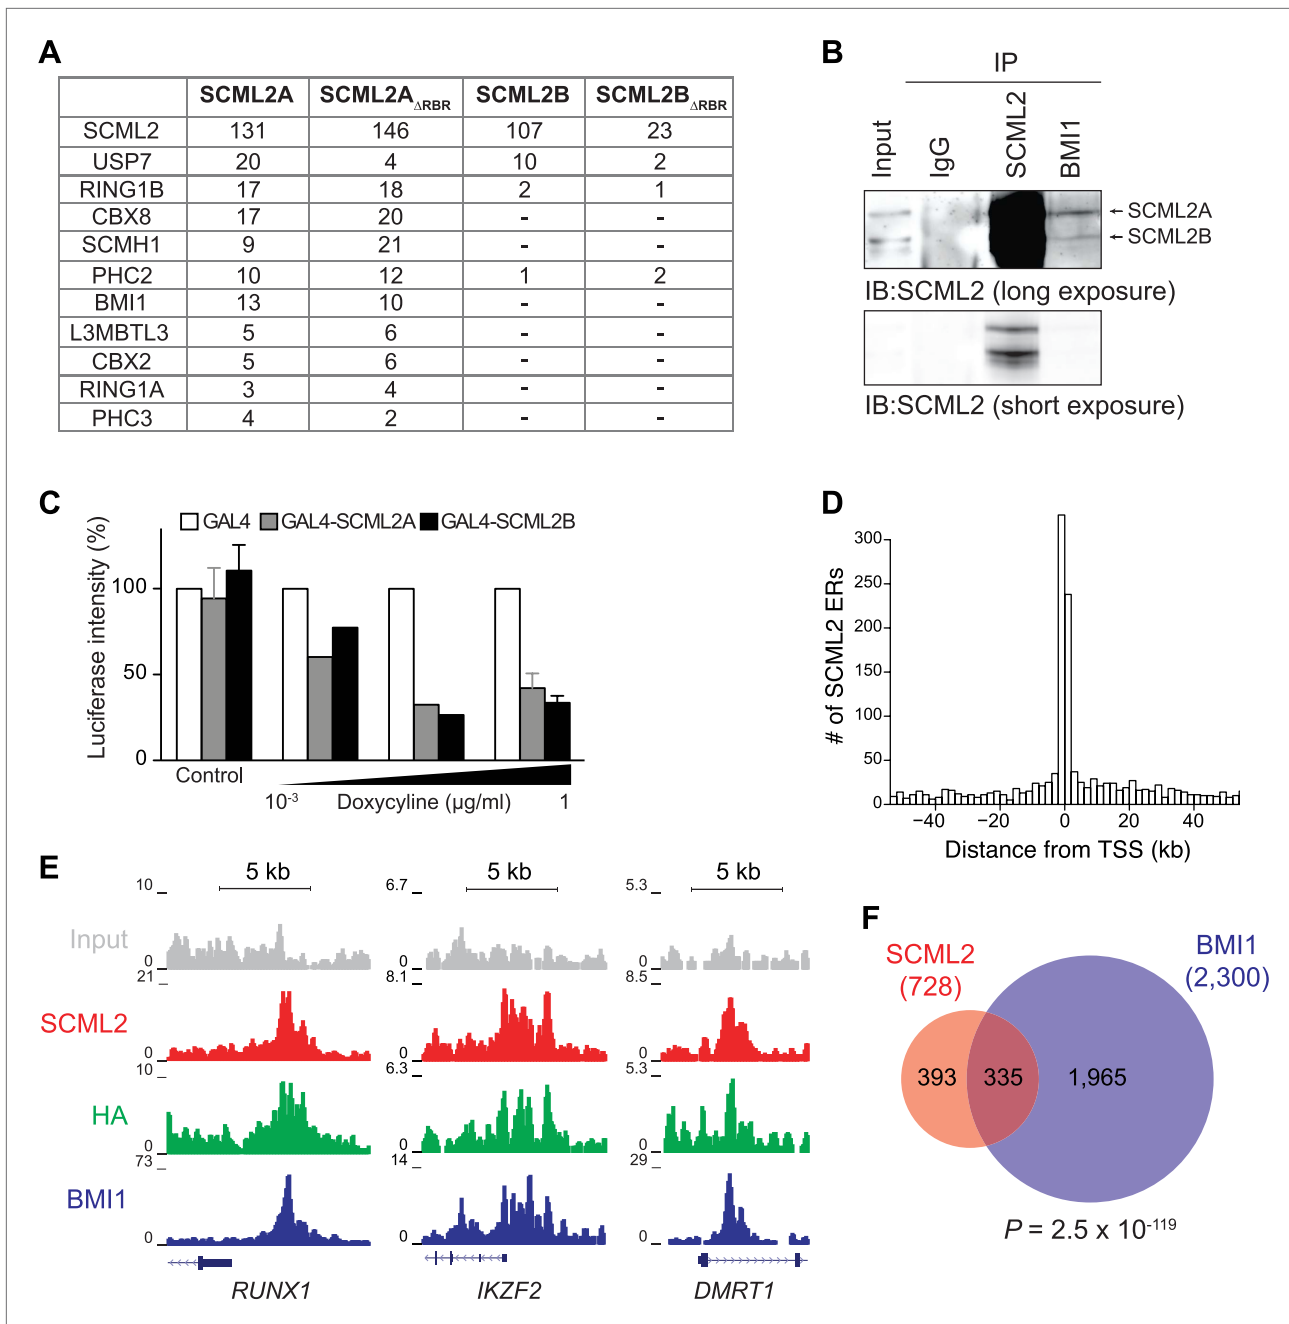 A
SCML2A SCML2AΔRBR SCML2B SCML2BΔRBR
SCML2 131 146 107 23
USP7 20 4 10 2
RING1B 17 18 2 1
CBX8 17 20 - -
SCMH1 9 21 - -
PHC2 10 12 1 2
BMI1 13 10 - -
L3MBTL3 5 6 - -
CBX2 5 6 - -
RING1A 3 4 - -
PHC3 4 2 - -
B
IP
Input
IgG
SCML2
BMI1
←SCML2A
←SCML2B
IB:SCML2 (long exposure)
IB:SCML2 (short exposure)
C
GAL4 GAL4-SCML2A GAL4-SCML2B
Luciferase intensity (%)
100
50
0
Control
10⁻³ Doxycyline (µg/ml) 1
D
# of SCML2 ERs
300
250
200
150
100
50
0
−40 −20 0 20 40
Distance from TSS (kb)
E
5 kb 5 kb 5 kb
10 6.7 5.3
Input
0 0 0
21 8.1 8.5
SCML2
0 0 0
10 6.3 5.3
HA
0 0 0
73 14 29
BMI1
0 0 0
RUNX1 IKZF2 DMRT1
F
SCML2
(728)
BMI1
(2,300)
393 335 1,965
P = 2.5 x 10⁻¹¹⁹